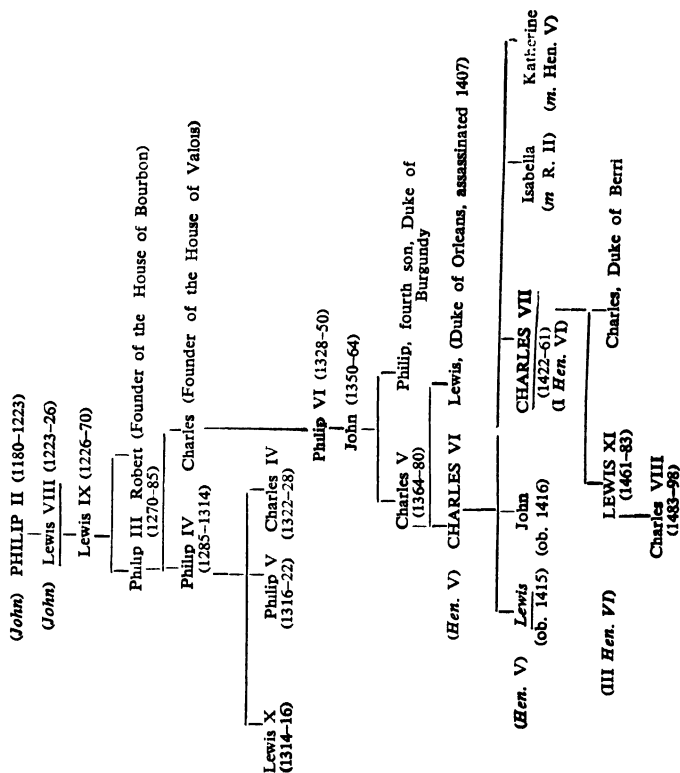 (John) PHILIP II (1180–1223)
(John) Lewis VIII (1223–26)
Lewis IX (1226–70)
Philip III Robert (Founder of the House of Bourbon)
(1270–85)
Philip IV Charles (Founder of the House of Valois)
(1285–1314)
Lewis X Philip V Charles IV
(1314–16) (1316–22) (1322–28)
Philip VI (1328–50)
John (1350–64)
Charles V Philip, fourth son, Duke of
(1364–80) Burgundy
(Hen. V) CHARLES VI Lewis, (Duke of Orleans, assassinated 1407)
(Hen. V) Lewis John CHARLES VII Isabella Katherine
(ob. 1415) (ob. 1416) (1422–61) (m R. II) (m. Hen. V)
(I Hen. VI)
(III Hen. VI) LEWIS XI Charles, Duke of Berri
(1461–83)
Charles VIII
(1483–98)